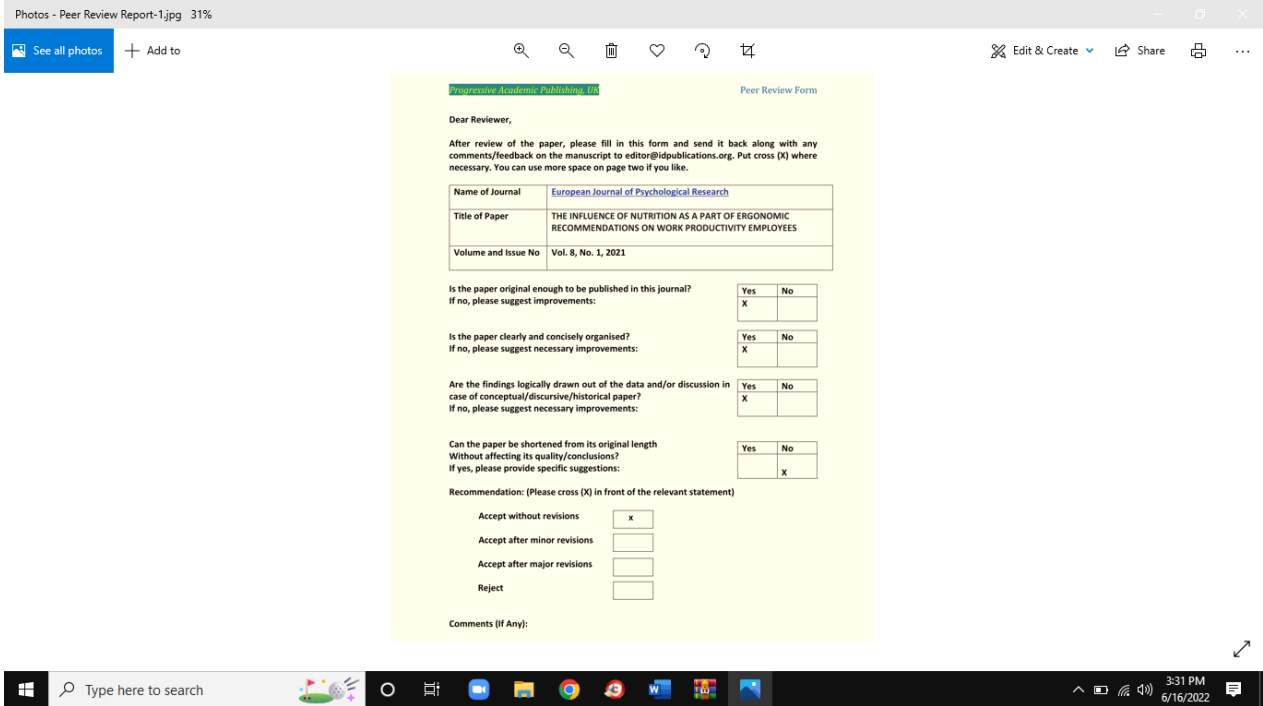 Photos - Peer Review Report-1.jpg 31%
See all photos
Add to
Edit & Create
Share
Progressive Academic Publishing, UK
Peer Review Form
Dear Reviewer,
After review of the paper, please fill in this form and send it back along with any
comments/feedback on the manuscript to editor@idpublications.org. Put cross (X) where
necessary. You can use more space on page two if you like.
Name of Journal
European Journal of Psychological Research
Title of Paper
THE INFLUENCE OF NUTRITION AS A PART OF ERGONOMIC
RECOMMENDATIONS ON WORK PRODUCTIVITY EMPLOYEES
Volume and Issue No
Vol. 8, No. 1, 2021
Is the paper original enough to be published in this journal?
If no, please suggest improvements:
Yes No
X
Is the paper clearly and concisely organised?
If no, please suggest necessary improvements:
Yes No
X
Are the findings logically drawn out of the data and/or discussion in
case of conceptual/discursive/historical paper?
If no, please suggest necessary improvements:
Yes No
X
Can the paper be shortened from its original length
Without affecting its quality/conclusions?
If yes, please provide specific suggestions:
Yes No
X
Recommendation: (Please cross (X) in front of the relevant statement)
Accept without revisions x
Accept after minor revisions
Accept after major revisions
Reject
Comments (If Any):
Type here to search
W
3:31 PM
6/16/2022